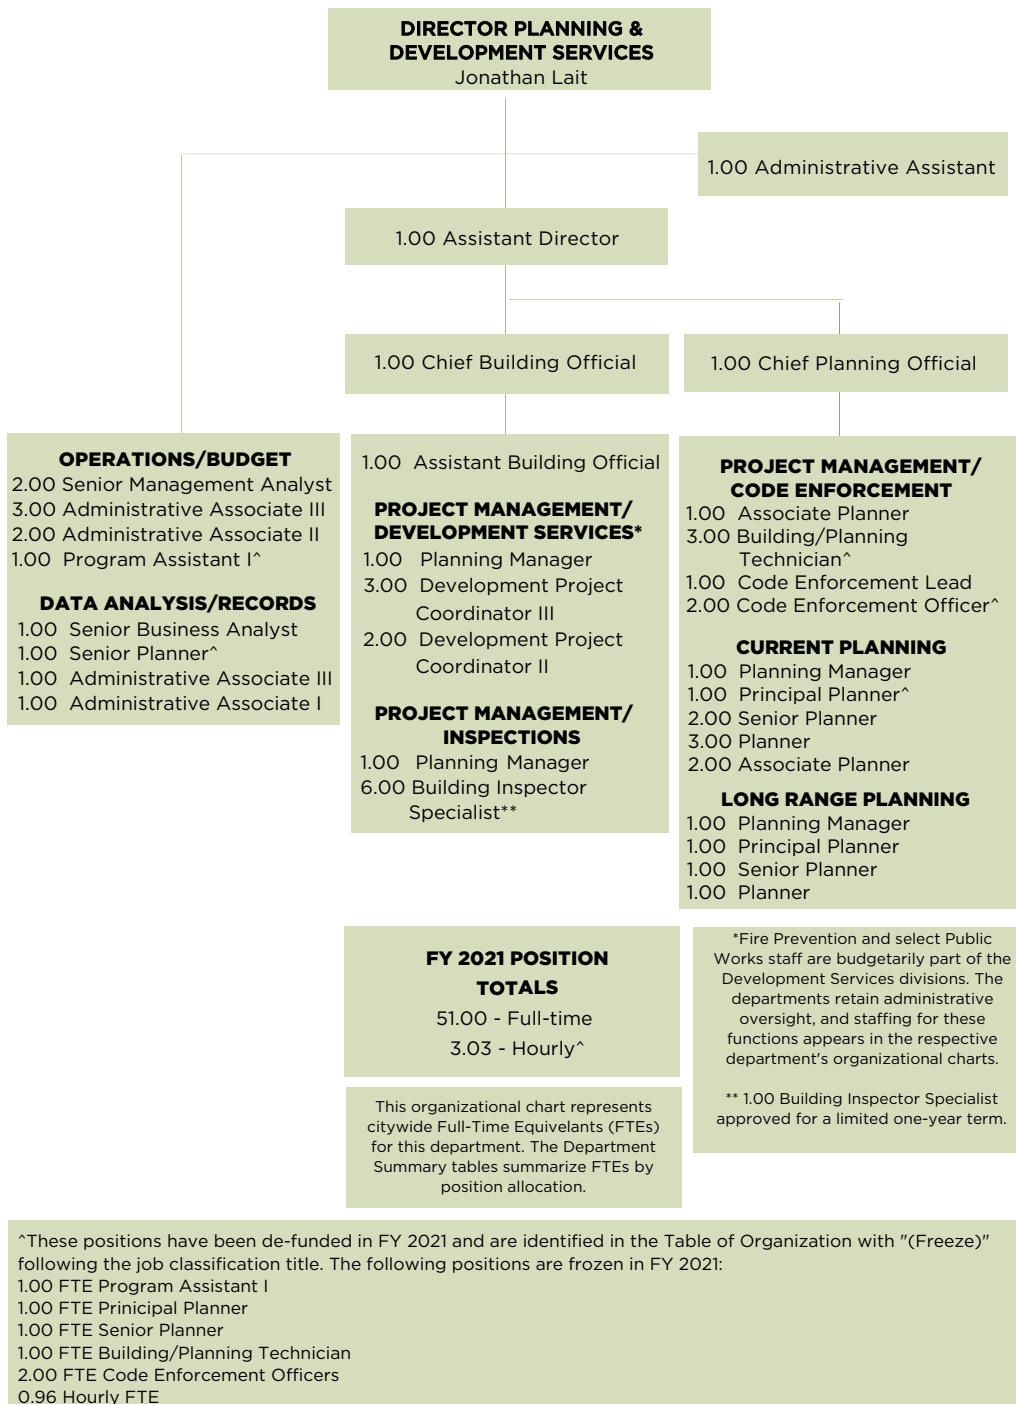 DIRECTOR PLANNING &
DEVELOPMENT SERVICES
Jonathan Lait
1.00 Administrative Assistant
1.00 Assistant Director
1.00 Chief Building Official
1.00 Chief Planning Official
OPERATIONS/BUDGET
2.00 Senior Management Analyst
3.00 Administrative Associate III
2.00 Administrative Associate II
1.00 Program Assistant I^
DATA ANALYSIS/RECORDS
1.00 Senior Business Analyst
1.00 Senior Planner^
1.00 Administrative Associate III
1.00 Administrative Associate I
1.00 Assistant Building Official
PROJECT MANAGEMENT/
DEVELOPMENT SERVICES*
1.00 Planning Manager
3.00 Development Project
Coordinator III
2.00 Development Project
Coordinator II
PROJECT MANAGEMENT/
INSPECTIONS
1.00 Planning Manager
6.00 Building Inspector
Specialist**
PROJECT MANAGEMENT/
CODE ENFORCEMENT
1.00 Associate Planner
3.00 Building/Planning
Technician^
1.00 Code Enforcement Lead
2.00 Code Enforcement Officer^
CURRENT PLANNING
1.00 Planning Manager
1.00 Principal Planner^
2.00 Senior Planner
3.00 Planner
2.00 Associate Planner
LONG RANGE PLANNING
1.00 Planning Manager
1.00 Principal Planner
1.00 Senior Planner
1.00 Planner
FY 2021 POSITION
TOTALS
51.00 - Full-time
3.03 - Hourly^
This organizational chart represents
citywide Full-Time Equivelants (FTEs)
for this department. The Department
Summary tables summarize FTEs by
position allocation.
*Fire Prevention and select Public
Works staff are budgetarily part of the
Development Services divisions. The
departments retain administrative
oversight, and staffing for these
functions appears in the respective
department's organizational charts.
** 1.00 Building Inspector Specialist
approved for a limited one-year term.
^These positions have been de-funded in FY 2021 and are identified in the Table of Organization with "(Freeze)"
following the job classification title. The following positions are frozen in FY 2021:
1.00 FTE Program Assistant I
1.00 FTE Prinicipal Planner
1.00 FTE Senior Planner
1.00 FTE Building/Planning Technician
2.00 FTE Code Enforcement Officers
0.96 Hourly FTE